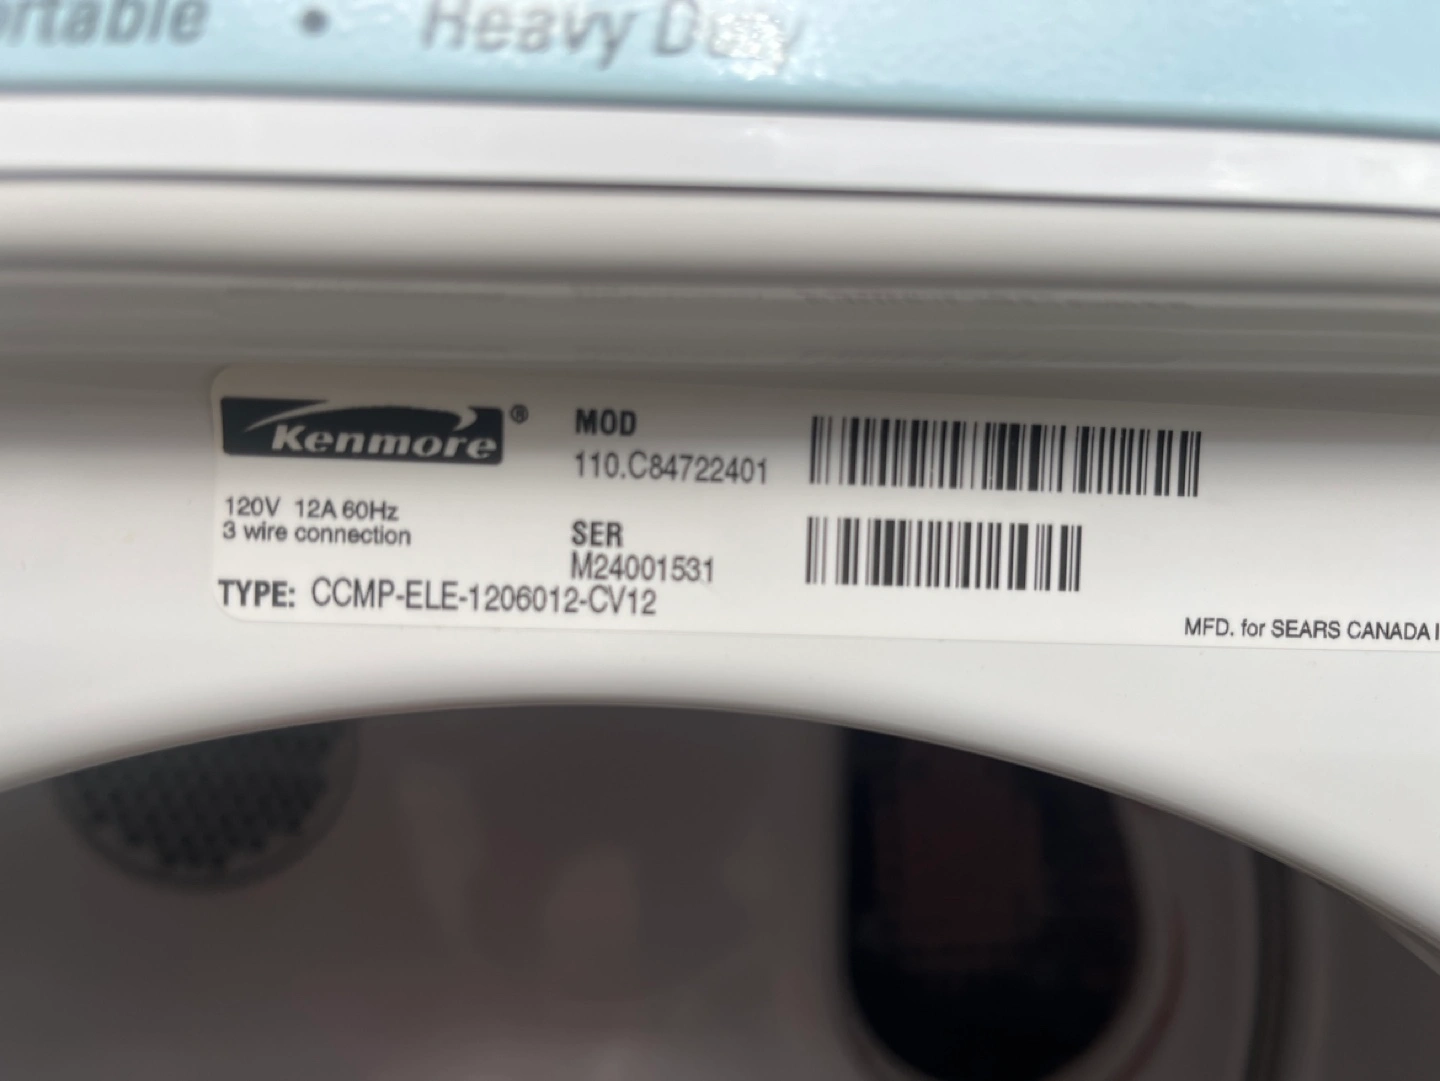 rtable • Heavy Duty
Kenmore®
MOD
110.C84722401
120V 12A 60Hz
3 wire connection
SER
M24001531
TYPE: CCMP-ELE-1206012-CV12
MFD. for SEARS CANADA I